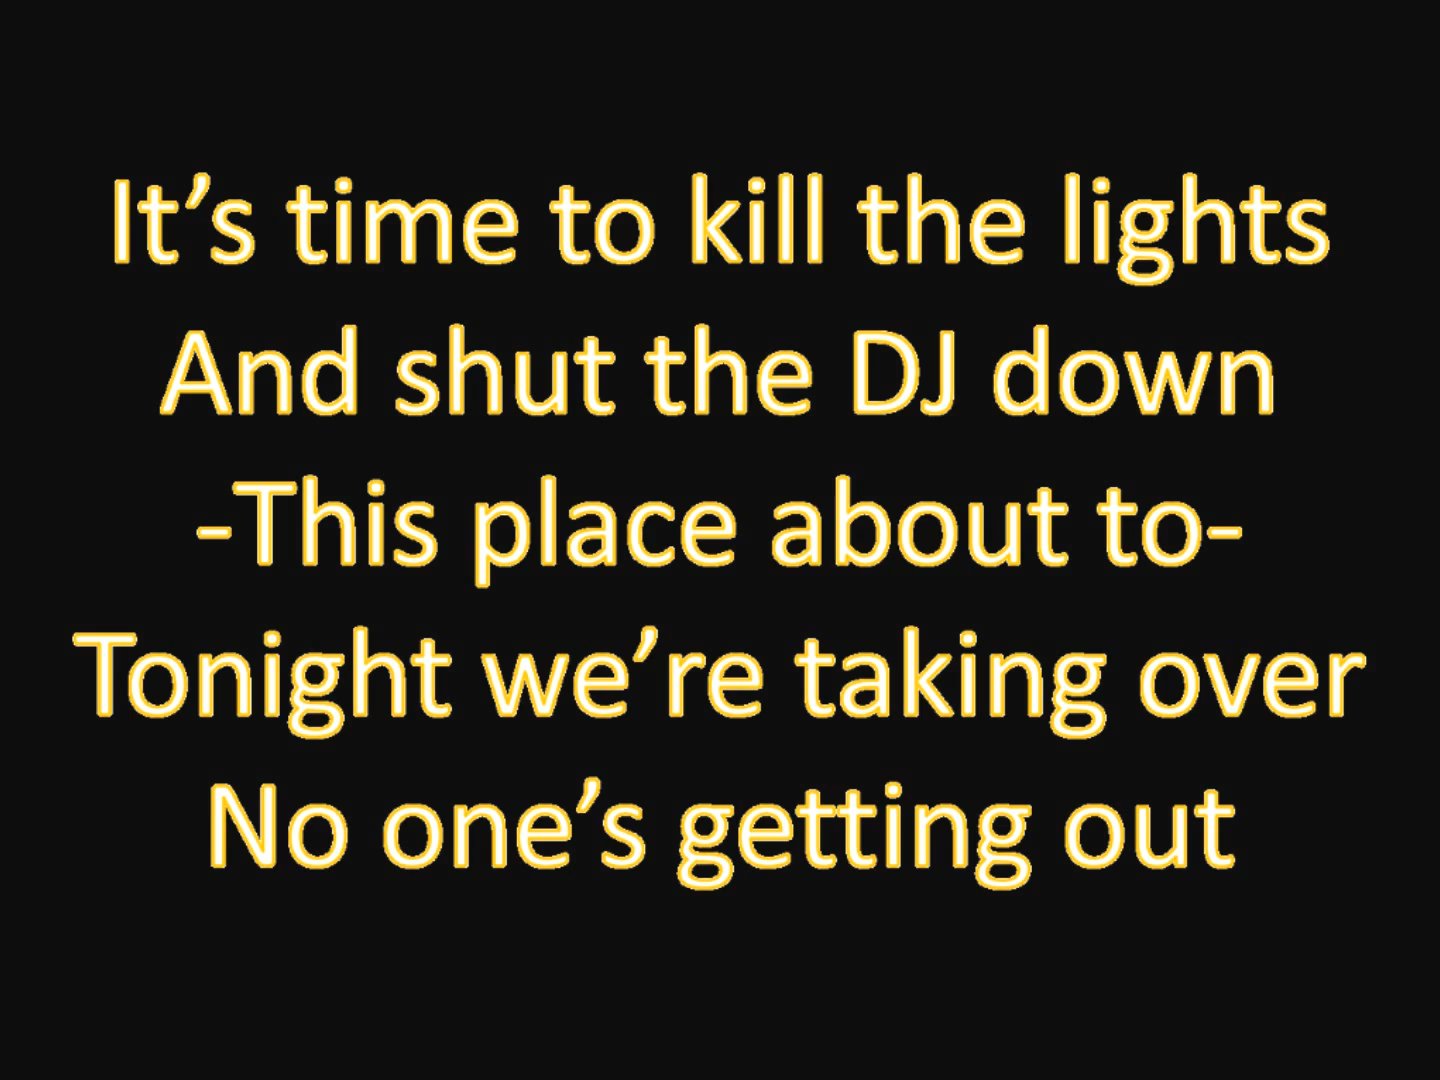 It’s time to kill the lights
And shut the DJ down
-This place about to-
Tonight we’re taking over
No one’s getting out